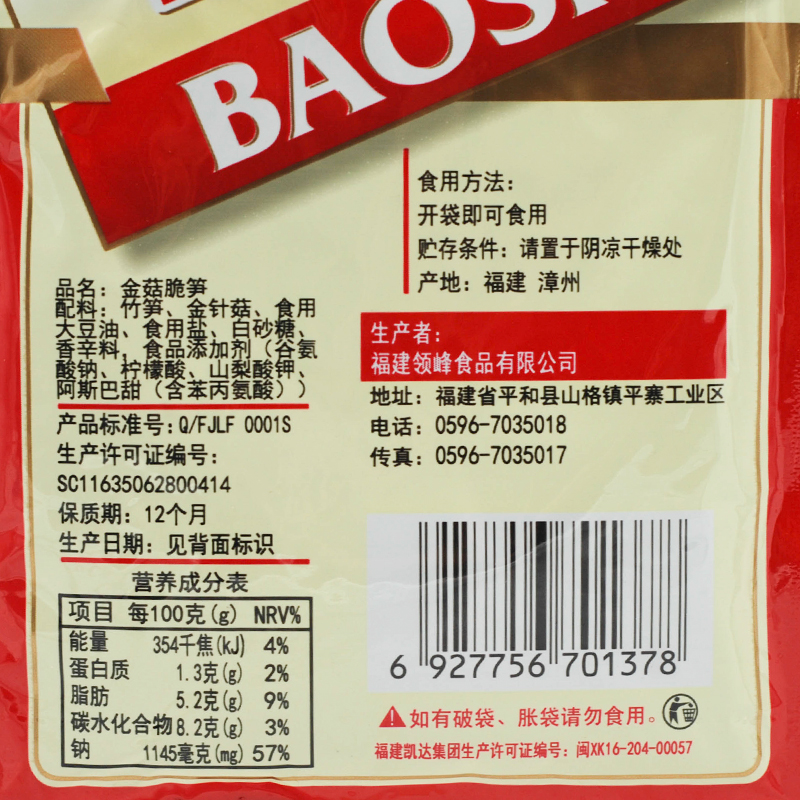 BAOS
食用方法：
开袋即可食用
贮存条件：请置于阴凉干燥处
产地：福建 漳州
品名：金菇脆笋
配料：竹笋、金针菇、食用
大豆油、食用盐、白砂糖、
香辛料、食品添加剂（谷氨
酸钠、柠檬酸、山梨酸钾、
阿斯巴甜（含苯丙氨酸））
产品标准号：Q/FJLF 0001S
生产许可证编号：
SC11635062800414
保质期：12个月
生产日期：见背面标识
生产者：
福建领峰食品有限公司
地址：福建省平和县山格镇平寨工业区
电话：0596-7035018
传真：0596-7035017
营养成分表
项目 每100克(g) NRV%
能量 354千焦(kJ) 4%
蛋白质 1.3克(g) 2%
脂肪 5.2克(g) 9%
碳水化合物 8.2克(g) 3%
钠 1145毫克(mg) 57%
6 927756 701378
如有破袋、胀袋请勿食用。
福建凯达集团生产许可证编号：闽XK16-204-00057